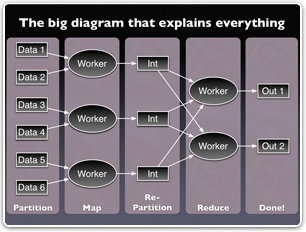 The big diagram that explains everything
Data 1
Data 2
Data 3
Data 4
Data 5
Data 6
Worker
Worker
Worker
Int
Int
Int
Worker
Worker
Out 1
Out 2
Partition
Map
Re-
Partition
Reduce
Done!